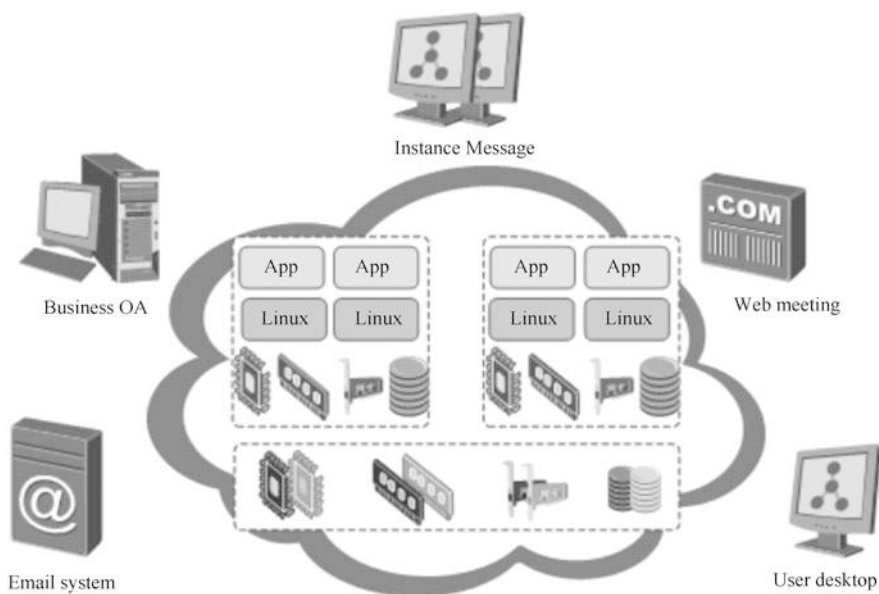 Instance Message
.COM
Business OA
Web meeting
App App
App App
Linux Linux
Linux Linux
@
Email system
User desktop